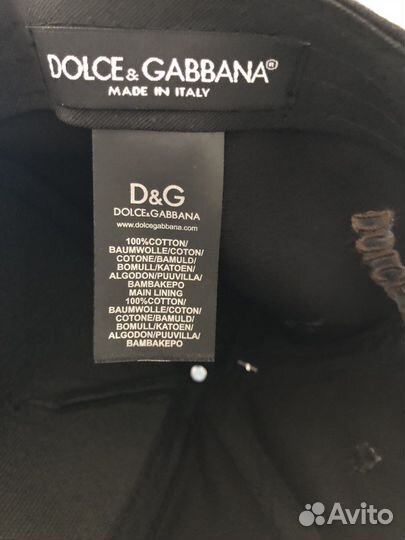 DOLCE & GABBANA®
MADE IN ITALY
D&G
DOLCE&GABBANA
www.dolcegabbana.com
100%COTTON/
BAUMWOLLE/COTON/
COTONE/BAMULD/
BOMULL/KATOEN/
ALGODON/PUUVILLA/
BAMBAKEPO
MAIN LINING
100%COTTON/
BAUMWOLLE/COTON/
COTONE/BAMULD/
BOMULL/KATOEN/
ALGODON/PUUVILLA/
BAMBAKEPO
Avito